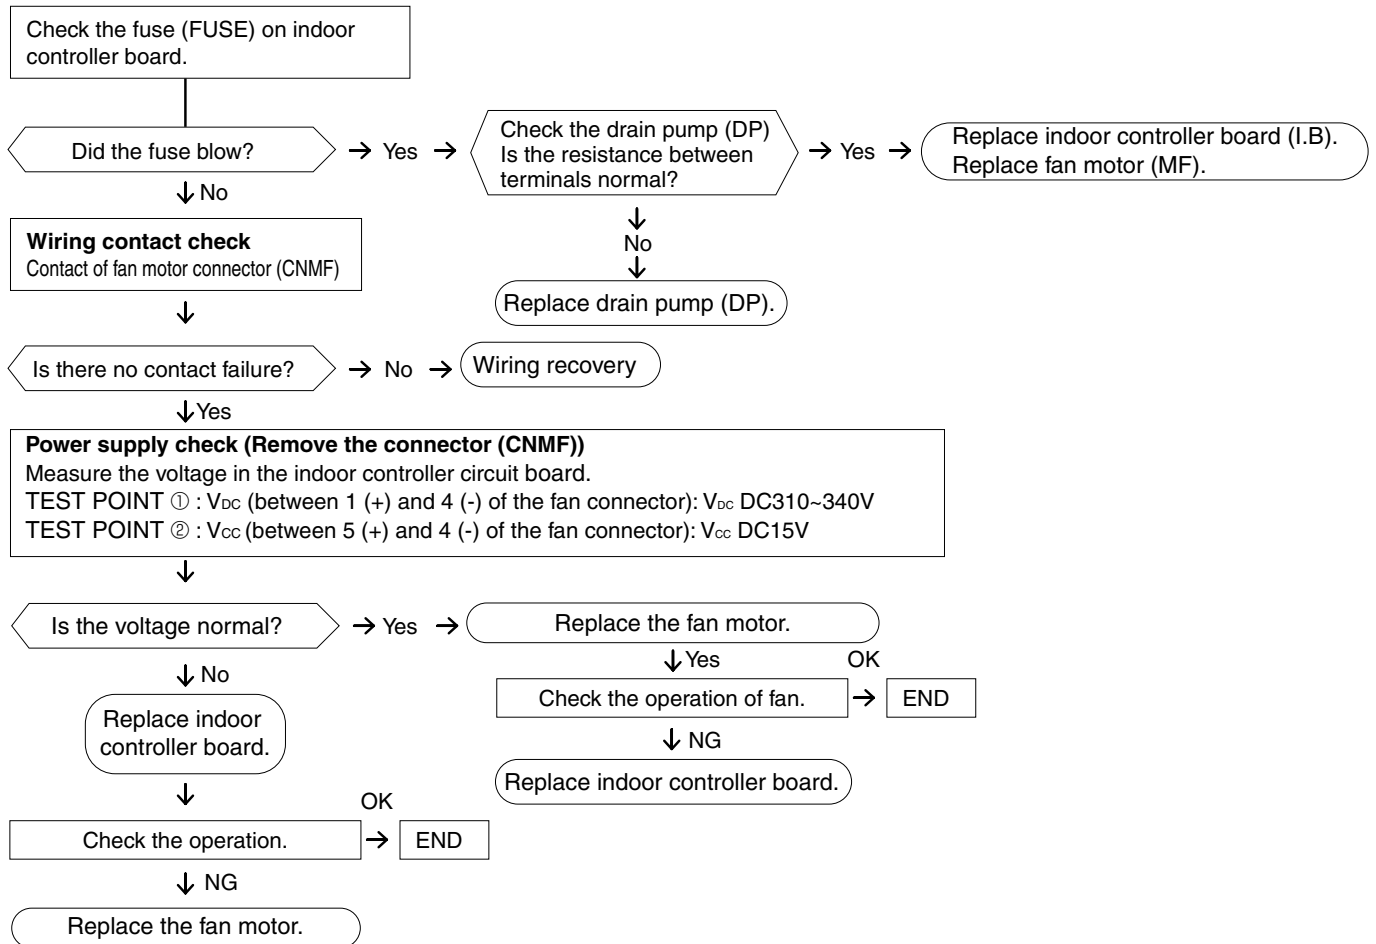 Check the fuse (FUSE) on indoor
controller board.
Did the fuse blow?
Yes
Check the drain pump (DP)
Is the resistance between
terminals normal?
Yes
Replace indoor controller board (I.B).
Replace fan motor (MF).
No
No
Replace drain pump (DP).
Wiring contact check
Contact of fan motor connector (CNMF)
Is there no contact failure?
No
Wiring recovery
Yes
Power supply check (Remove the connector (CNMF))
Measure the voltage in the indoor controller circuit board.
TEST POINT ① : VDC (between 1 (+) and 4 (-) of the fan connector): VDC DC310~340V
TEST POINT ② : VCC (between 5 (+) and 4 (-) of the fan connector): VCC DC15V
Is the voltage normal?
Yes
Replace the fan motor.
Yes
OK
Check the operation of fan.
END
NG
Replace indoor controller board.
No
Replace indoor
controller board.
OK
Check the operation.
END
NG
Replace the fan motor.